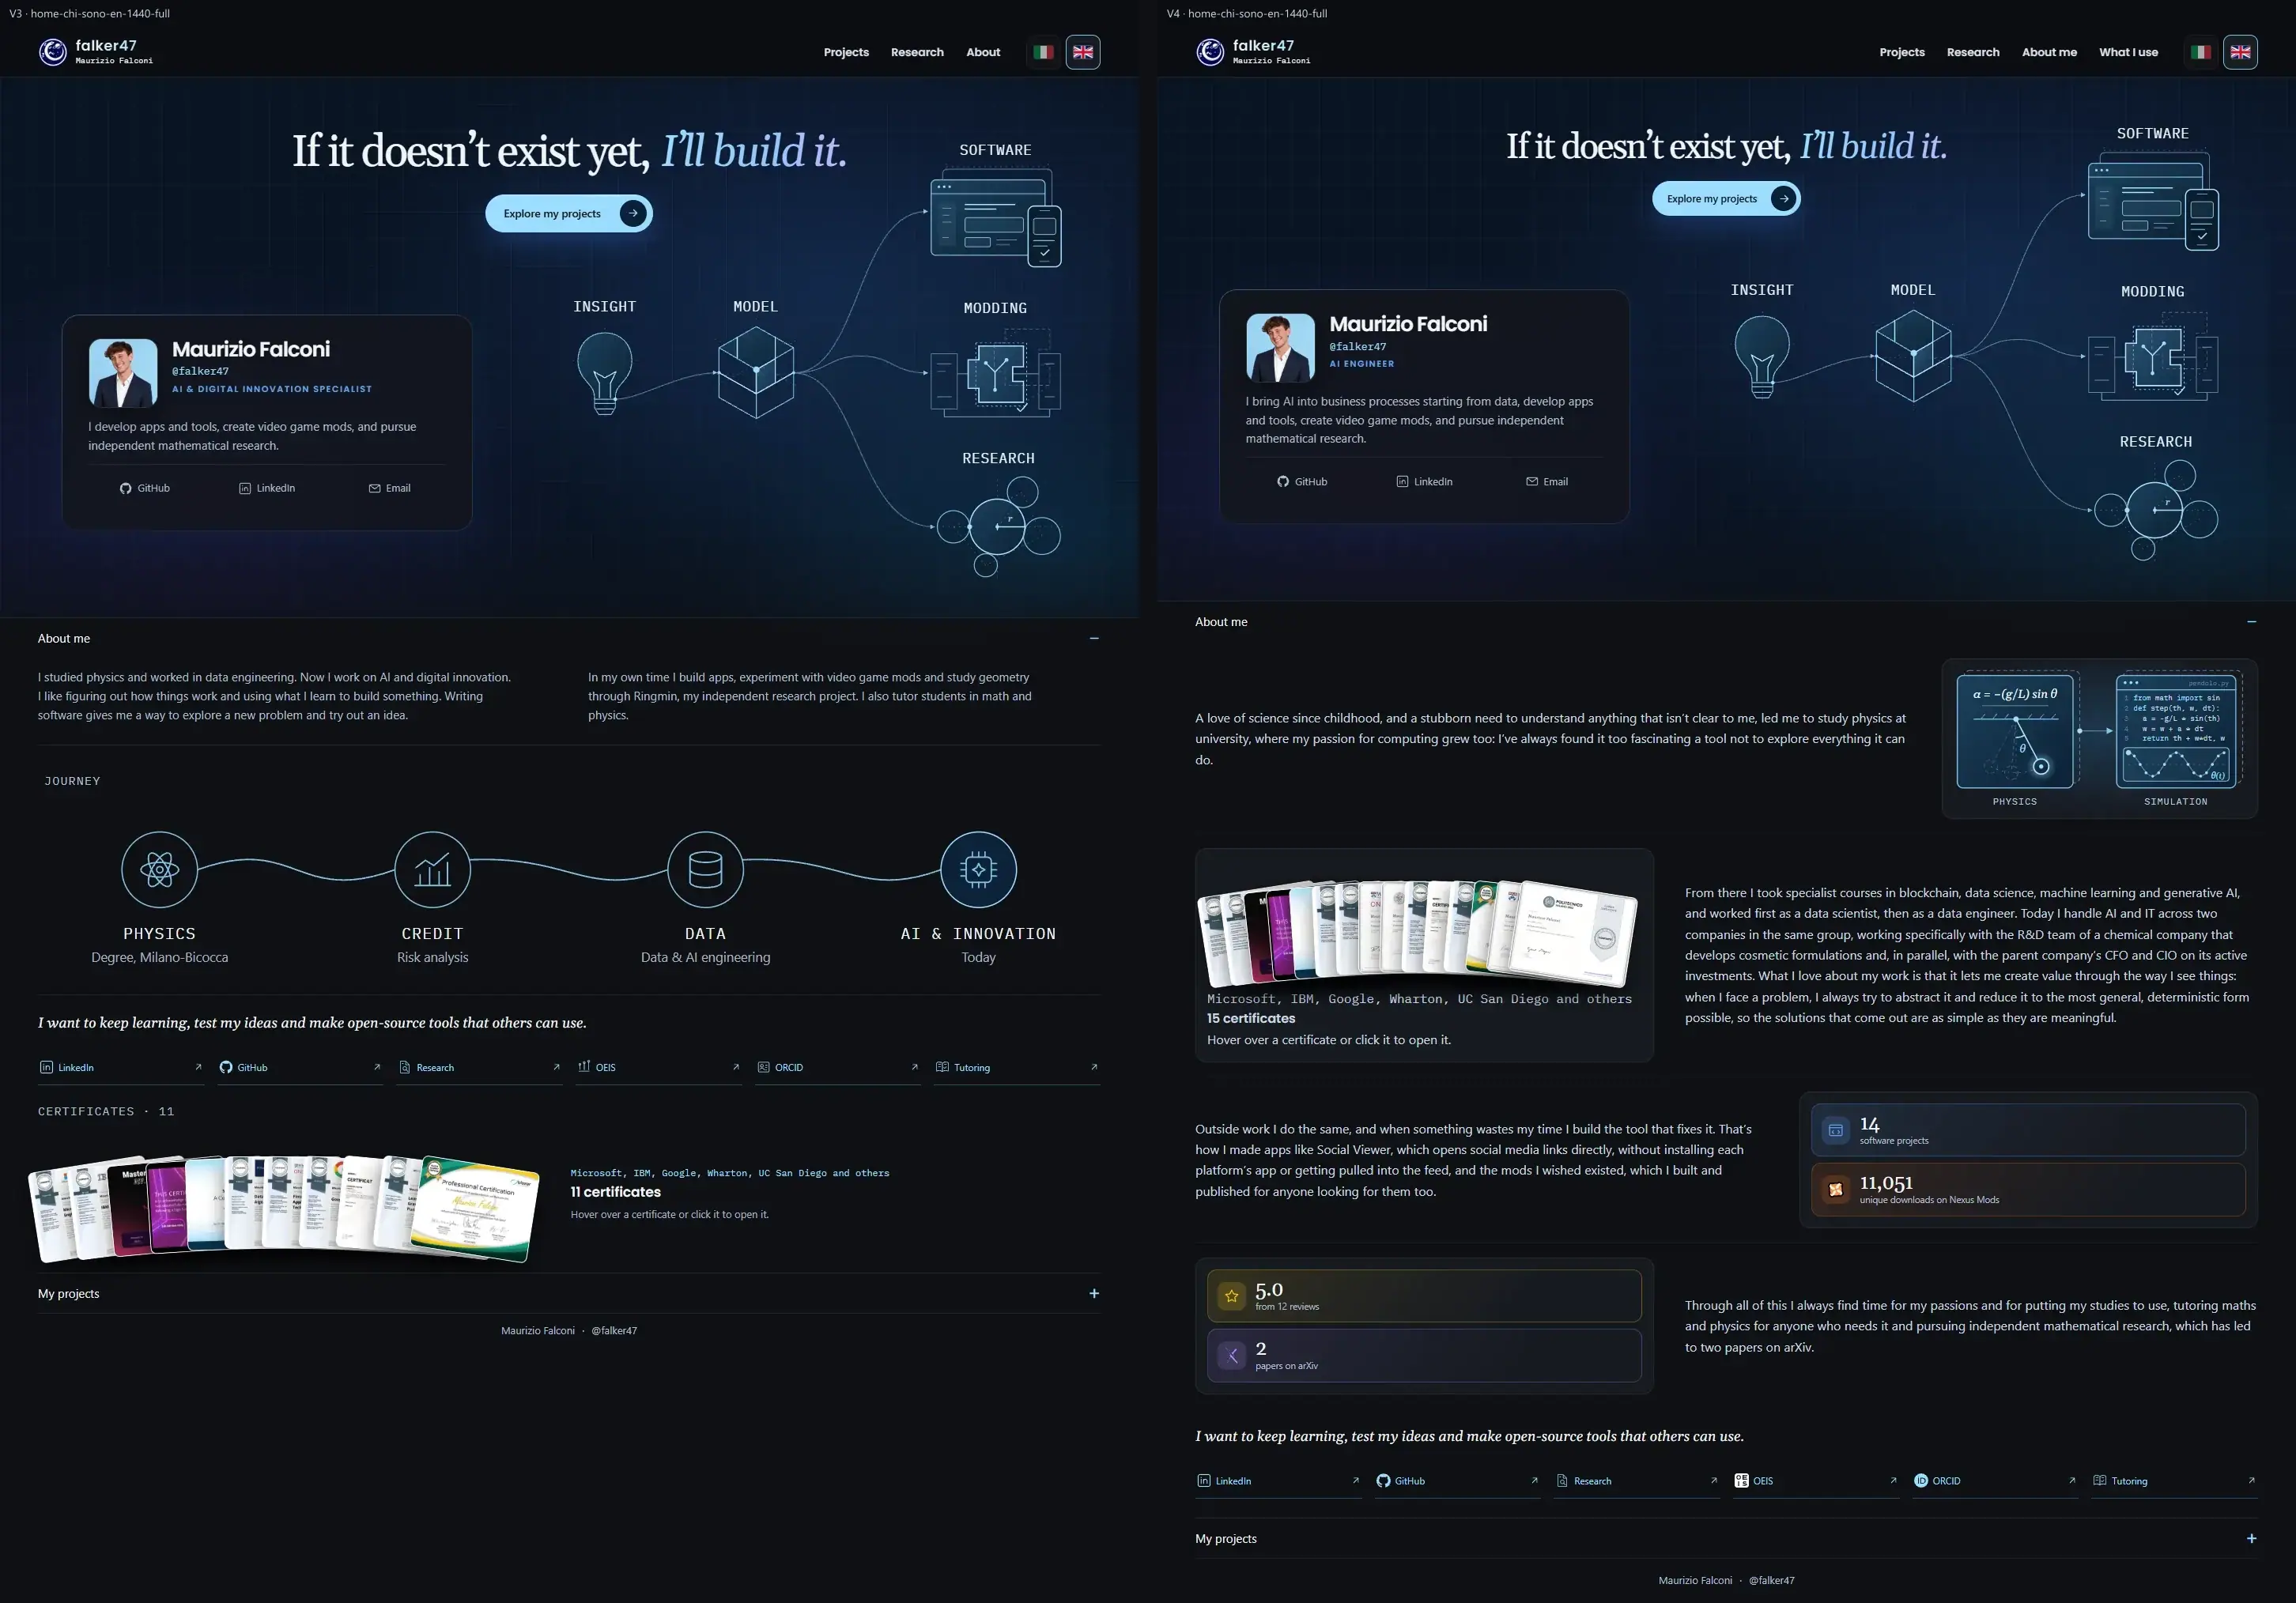 V3 · home-chi-sono-en-1440-full
falker47
Maurizio Falconi
Projects
Research
About
If it doesn’t exist yet, I’ll build it.
Explore my projects
SOFTWARE
INSIGHT
MODEL
MODDING
RESEARCH
r
Maurizio Falconi
@falker47
AI & DIGITAL INNOVATION SPECIALIST
I develop apps and tools, create video game mods, and pursue
independent mathematical research.
GitHub
LinkedIn
Email
About me
I studied physics and worked in data engineering. Now I work on AI and digital innovation.
I like figuring out how things work and using what I learn to build something. Writing
software gives me a way to explore a new problem and try out an idea.
In my own time I build apps, experiment with video game mods and study geometry
through Ringmin, my independent research project. I also tutor students in math and
physics.
JOURNEY
PHYSICS
Degree, Milano-Bicocca
CREDIT
Risk analysis
DATA
Data & AI engineering
AI & INNOVATION
Today
I want to keep learning, test my ideas and make open-source tools that others can use.
LinkedIn
GitHub
Research
OEIS
ORCID
Tutoring
CERTIFICATES · 11
Professional Certification
Microsoft, IBM, Google, Wharton, UC San Diego and others
11 certificates
Hover over a certificate or click it to open it.
My projects
Maurizio Falconi · @falker47
V4 · home-chi-sono-en-1440-full
falker47
Maurizio Falconi
Projects
Research
About me
What I use
If it doesn’t exist yet, I’ll build it.
Explore my projects
SOFTWARE
INSIGHT
MODEL
MODDING
RESEARCH
r
Maurizio Falconi
@falker47
AI ENGINEER
I bring AI into business processes starting from data, develop apps
and tools, create video game mods, and pursue independent
mathematical research.
GitHub
LinkedIn
Email
About me
A love of science since childhood, and a stubborn need to understand anything that isn’t clear to me, led me to study physics at
university, where my passion for computing grew too: I’ve always found it too fascinating a tool not to explore everything it can
do.
α = −(g/L) sin θ
θ
PHYSICS
pendulo.py
1 from math import sin
2 def step(th, w, dt):
3 a = -g/L * sin(th)
4 w = w + a * dt
5 return th + w*dt, w
θ(t)
SIMULATION
POLITECNICO
Microsoft, IBM, Google, Wharton, UC San Diego and others
15 certificates
Hover over a certificate or click it to open it.
From there I took specialist courses in blockchain, data science, machine learning and generative AI,
and worked first as a data scientist, then as a data engineer. Today I handle AI and IT across two
companies in the same group, working specifically with the R&D team of a chemical company that
develops cosmetic formulations and, in parallel, with the parent company’s CFO and CIO on its active
investments. What I love about my work is that it lets me create value through the way I see things:
when I face a problem, I always try to abstract it and reduce it to the most general, deterministic form
possible, so the solutions that come out are as simple as they are meaningful.
Outside work I do the same, and when something wastes my time I build the tool that fixes it. That’s
how I made apps like Social Viewer, which opens social media links directly, without installing each
platform’s app or getting pulled into the feed, and the mods I wished existed, which I built and
published for anyone looking for them too.
14
software projects
11,051
unique downloads on Nexus Mods
5.0
from 12 reviews
2
papers on arXiv
Through all of this I always find time for my passions and for putting my studies to use, tutoring maths
and physics for anyone who needs it and pursuing independent mathematical research, which has led
to two papers on arXiv.
I want to keep learning, test my ideas and make open-source tools that others can use.
LinkedIn
GitHub
Research
OEIS
OEIS
iD
ORCID
Tutoring
My projects
Maurizio Falconi · @falker47